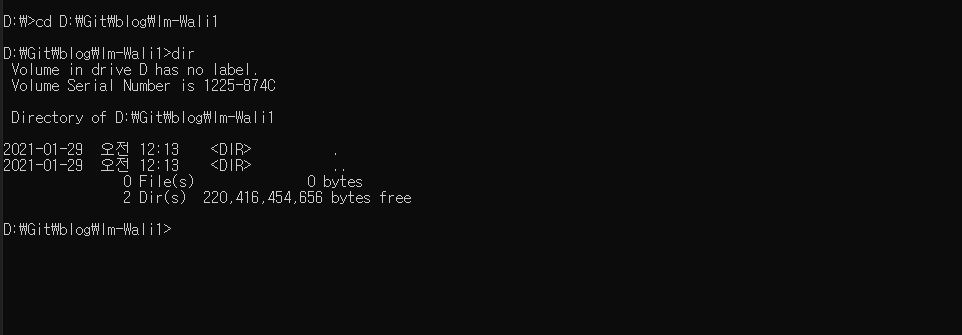 D:₩>cd D:₩Git₩blog₩Im-Wali1
D:₩Git₩blog₩Im-Wali1>dir
Volume in drive D has no label.
Volume Serial Number is 1225-874C
Directory of D:₩Git₩blog₩Im-Wali1
2021-01-29 오전 12:13 <DIR> .
2021-01-29 오전 12:13 <DIR> ..
0 File(s) 0 bytes
2 Dir(s) 220,416,454,656 bytes free
D:₩Git₩blog₩Im-Wali1>